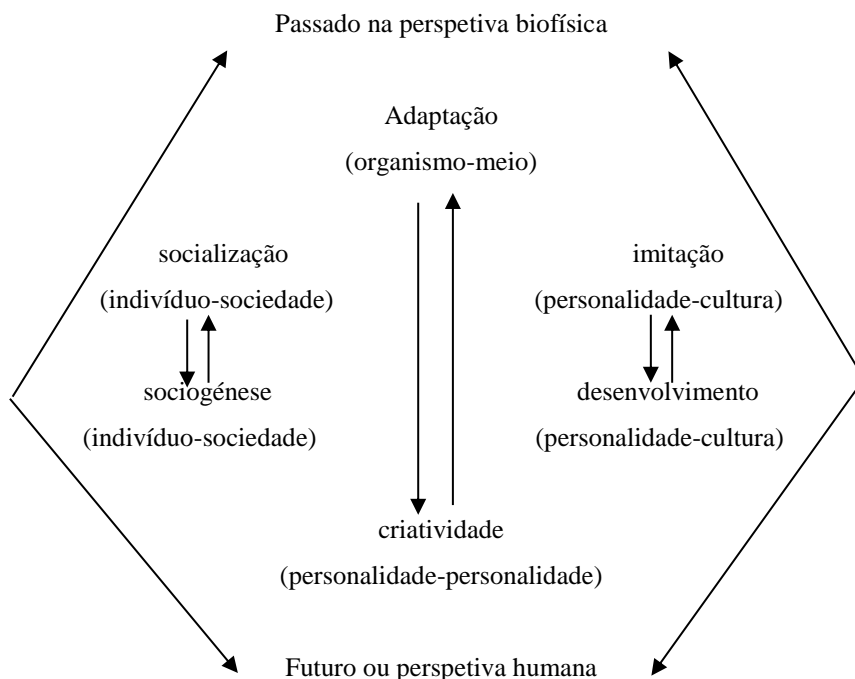 Passado na perspetiva biofísica
Adaptação
(organismo-meio)
socialização
(indivíduo-sociedade)
imitação
(personalidade-cultura)
sociogénese
(indivíduo-sociedade)
desenvolvimento
(personalidade-cultura)
criatividade
(personalidade-personalidade)
Futuro ou perspetiva humana